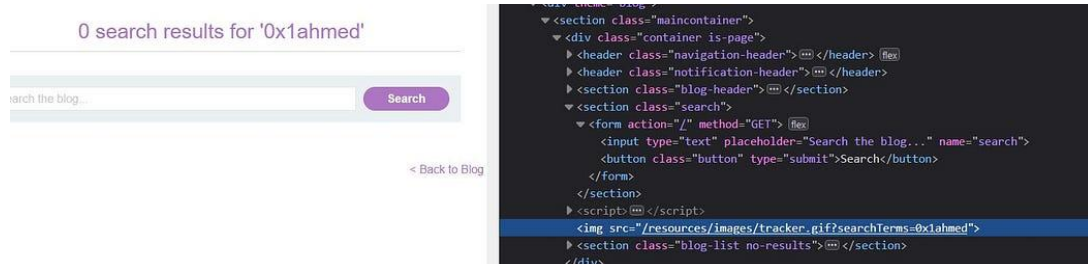 0 search results for '0x1ahmed'
earch the blog...
Search
< Back to Blog
<div theme="blog">
<section class="maincontainer">
<div class="container is-page">
<header class="navigation-header"> </header> flex
<header class="notification-header"> </header>
<section class="blog-header"> </section>
<section class="search">
<form action="/" method="GET"> flex
<input type="text" placeholder="Search the blog..." name="search">
<button class="button" type="submit">Search</button>
</form>
</section>
<script> </script>
<img src="/resources/images/tracker.gif?searchTerms=0x1ahmed">
<section class="blog-list no-results"> </section>
</div>